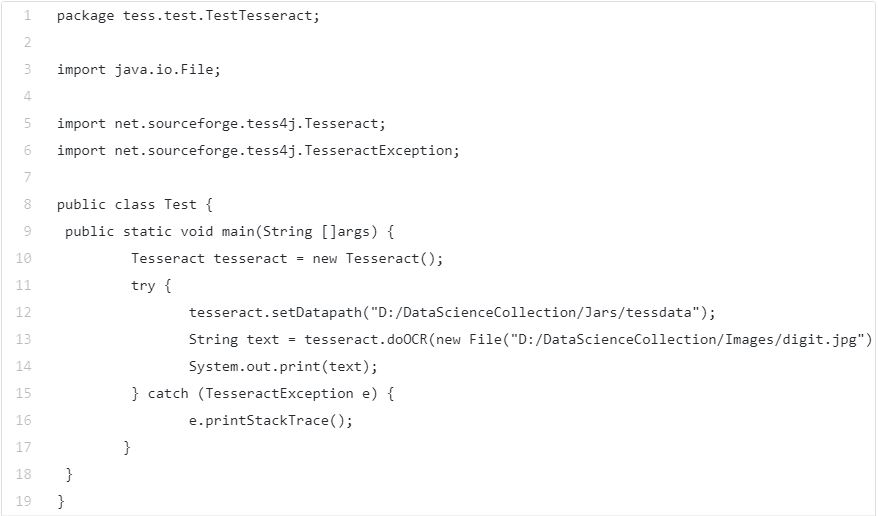 1 package tess.test.TestTesseract;
2
3 import java.io.File;
4
5 import net.sourceforge.tess4j.Tesseract;
6 import net.sourceforge.tess4j.TesseractException;
7
8 public class Test {
9 public static void main(String []args) {
10 Tesseract tesseract = new Tesseract();
11 try {
12 tesseract.setDatapath("D:/DataScienceCollection/Jars/tessdata");
13 String text = tesseract.doOCR(new File("D:/DataScienceCollection/Images/digit.jpg")
14 System.out.print(text);
15 } catch (TesseractException e) {
16 e.printStackTrace();
17 }
18 }
19 }